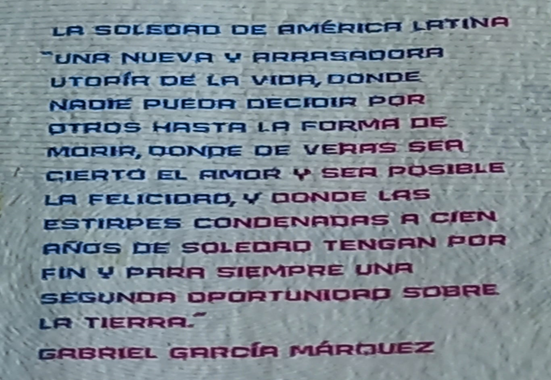 LA SOLEDAD DE AMÉRICA LATINA
"UNA NUEVA Y ARRASADORA
UTOPÍA DE LA VIDA, DONDE
NADIE PUEDA DECIDIR POR
OTROS HASTA LA FORMA DE
MORIR, DONDE DE VERAS SEA
CIERTO EL AMOR Y SEA POSIBLE
LA FELICIDAD, Y DONDE LAS
ESTIRPES CONDENADAS A CIEN
AÑOS DE SOLEDAD TENGAN POR
FIN Y PARA SIEMPRE UNA
SEGUNDA OPORTUNIDAD SOBRE
LA TIERRA."
GABRIEL GARCÍA MÁRQUEZ